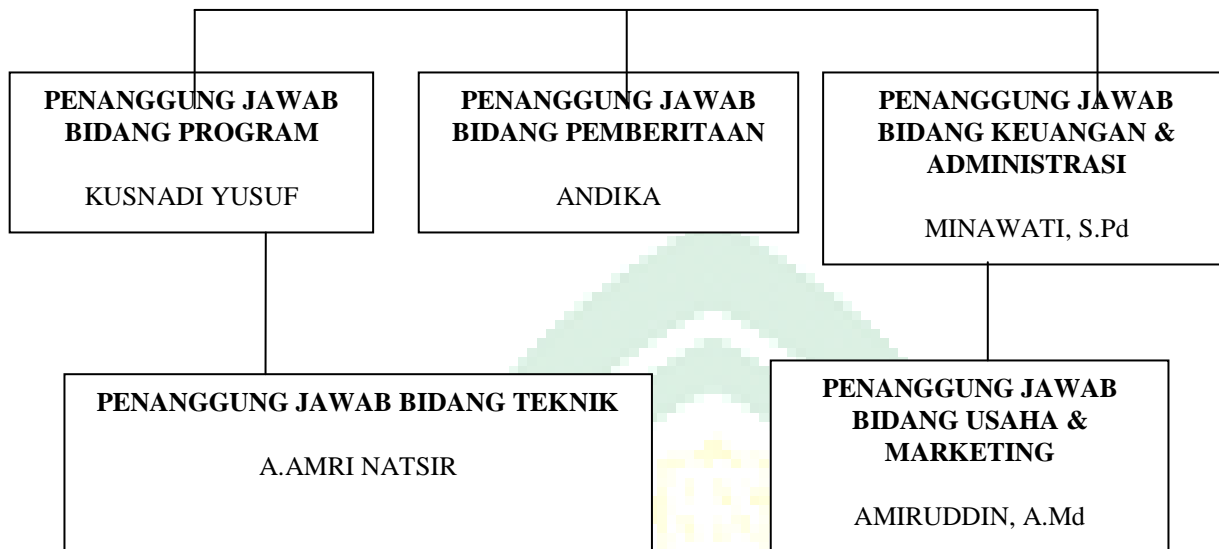 PENANGGUNG JAWAB
BIDANG PROGRAM
KUSNADI YUSUF
PENANGGUNG JAWAB
BIDANG PEMBERITAAN
ANDIKA
PENANGGUNG JAWAB
BIDANG KEUANGAN &
ADMINISTRASI
MINAWATI, S.Pd
PENANGGUNG JAWAB BIDANG TEKNIK
A.AMRI NATSIR
PENANGGUNG JAWAB
BIDANG USAHA &
MARKETING
AMIRUDDIN, A.Md